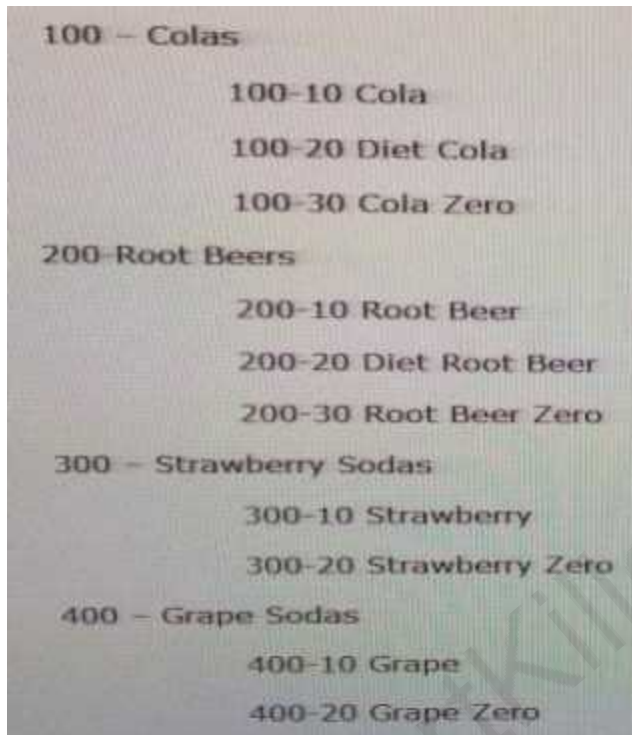 100 – Colas
100-10 Cola
100-20 Diet Cola
100-30 Cola Zero
200-Root Beers
200-10 Root Beer
200-20 Diet Root Beer
200-30 Root Beer Zero
300 – Strawberry Sodas
300-10 Strawberry
300-20 Strawberry Zero
400 – Grape Sodas
400-10 Grape
400-20 Grape Zero